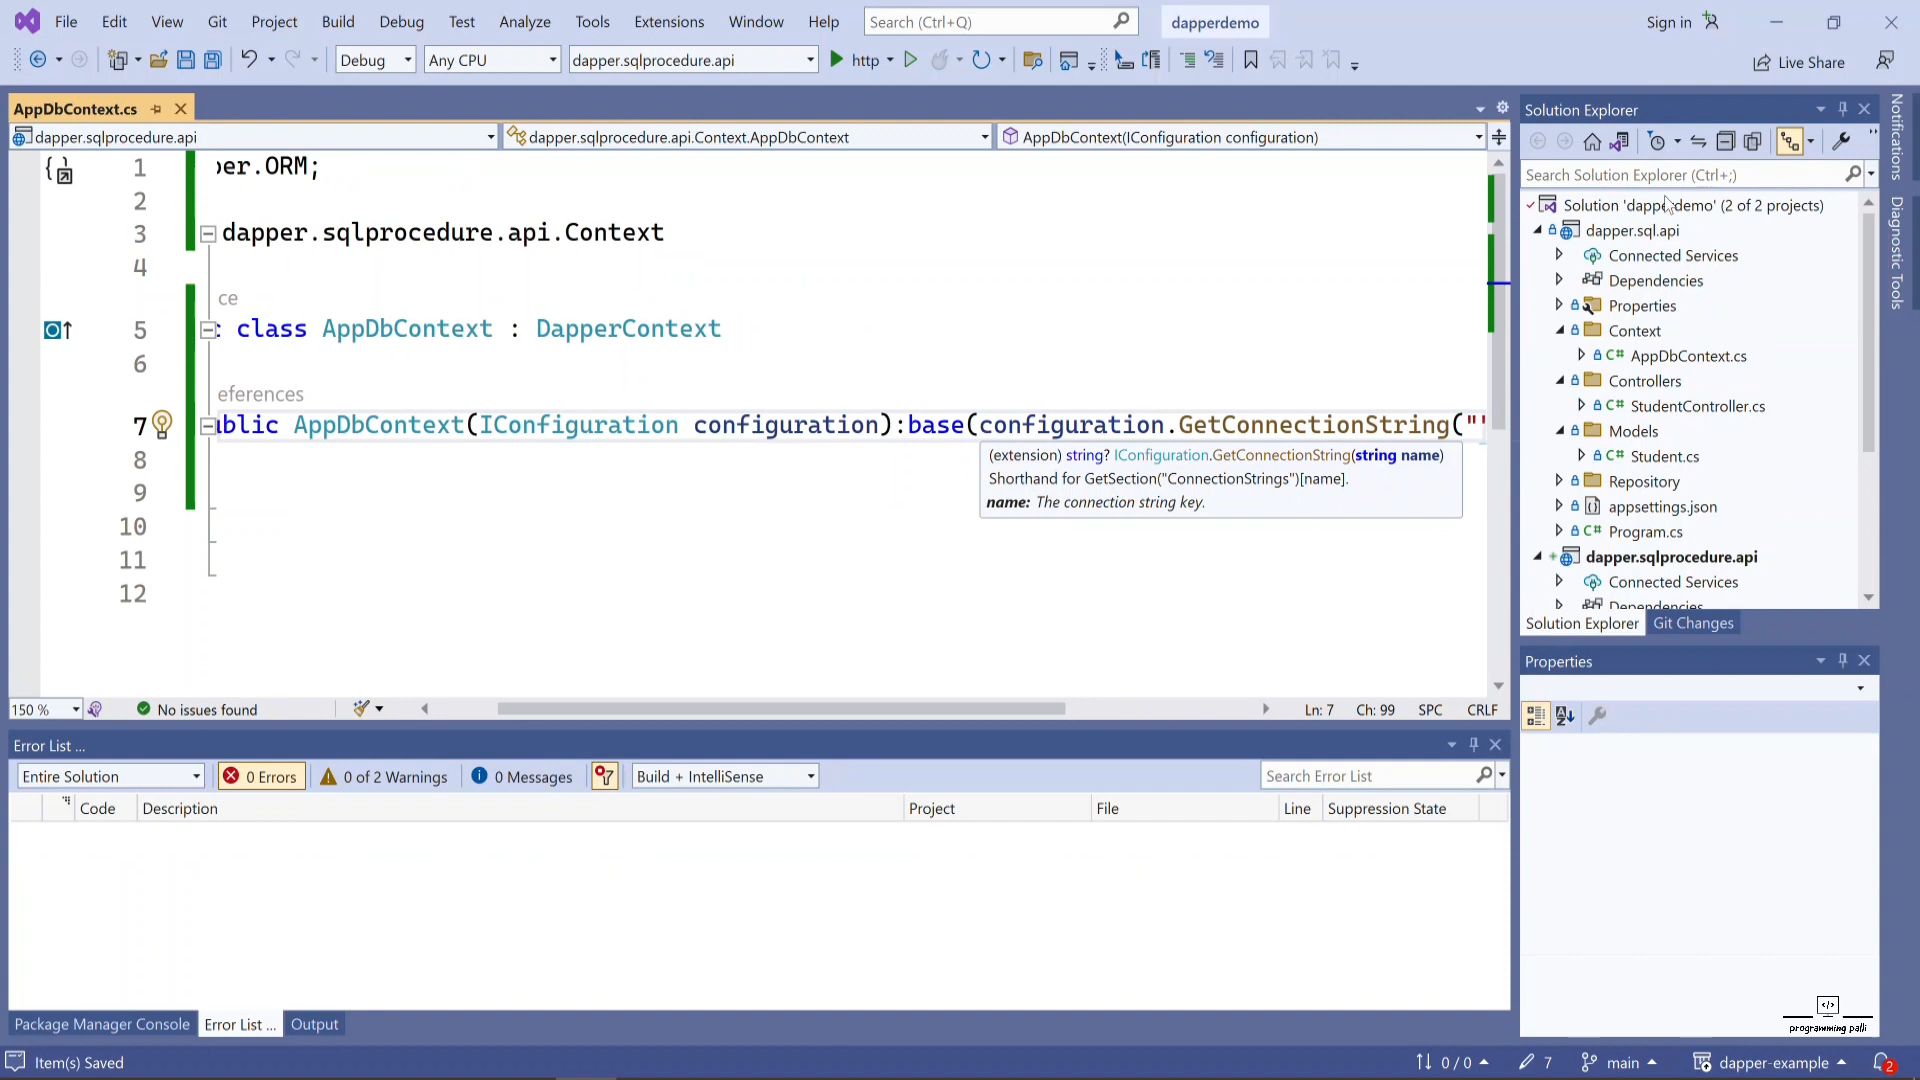 File Edit View Git Project Build Debug Test Analyze Tools Extensions Window Help Search (Ctrl+Q) dapperdemo Sign in
Debug Any CPU dapper.sqlprocedure.api http Live Share
AppDbContext.cs
dapper.sqlprocedure.api dapper.sqlprocedure.api.Context.AppDbContext AppDbContext(IConfiguration configuration)
1 per.ORM;
2
3 dapper.sqlprocedure.api.Context
4
ce
5 c class AppDbContext : DapperContext
6
eferences
7 ublic AppDbContext(IConfiguration configuration):base(configuration.GetConnectionString(""
8
9
10
11
12
(extension) string? IConfiguration.GetConnectionString(string name)
Shorthand for GetSection("ConnectionStrings")[name].
name: The connection string key.
150 % No issues found Ln: 7 Ch: 99 SPC CRLF
Error List ...
Entire Solution 0 Errors 0 of 2 Warnings 0 Messages Build + IntelliSense Search Error List
Code Description Project File Line Suppression State
Package Manager Console Error List ... Output
Solution Explorer
Search Solution Explorer (Ctrl+;)
Solution 'dapperdemo' (2 of 2 projects)
dapper.sql.api
Connected Services
Dependencies
Properties
Context
C# AppDbContext.cs
Controllers
C# StudentController.cs
Models
C# Student.cs
Repository
appsettings.json
C# Program.cs
dapper.sqlprocedure.api
Connected Services
Dependencies
Solution Explorer Git Changes
Properties
Notifications
Diagnostic Tools
</> 
programming palli
Item(s) Saved 0 / 0 7 main dapper-example 2